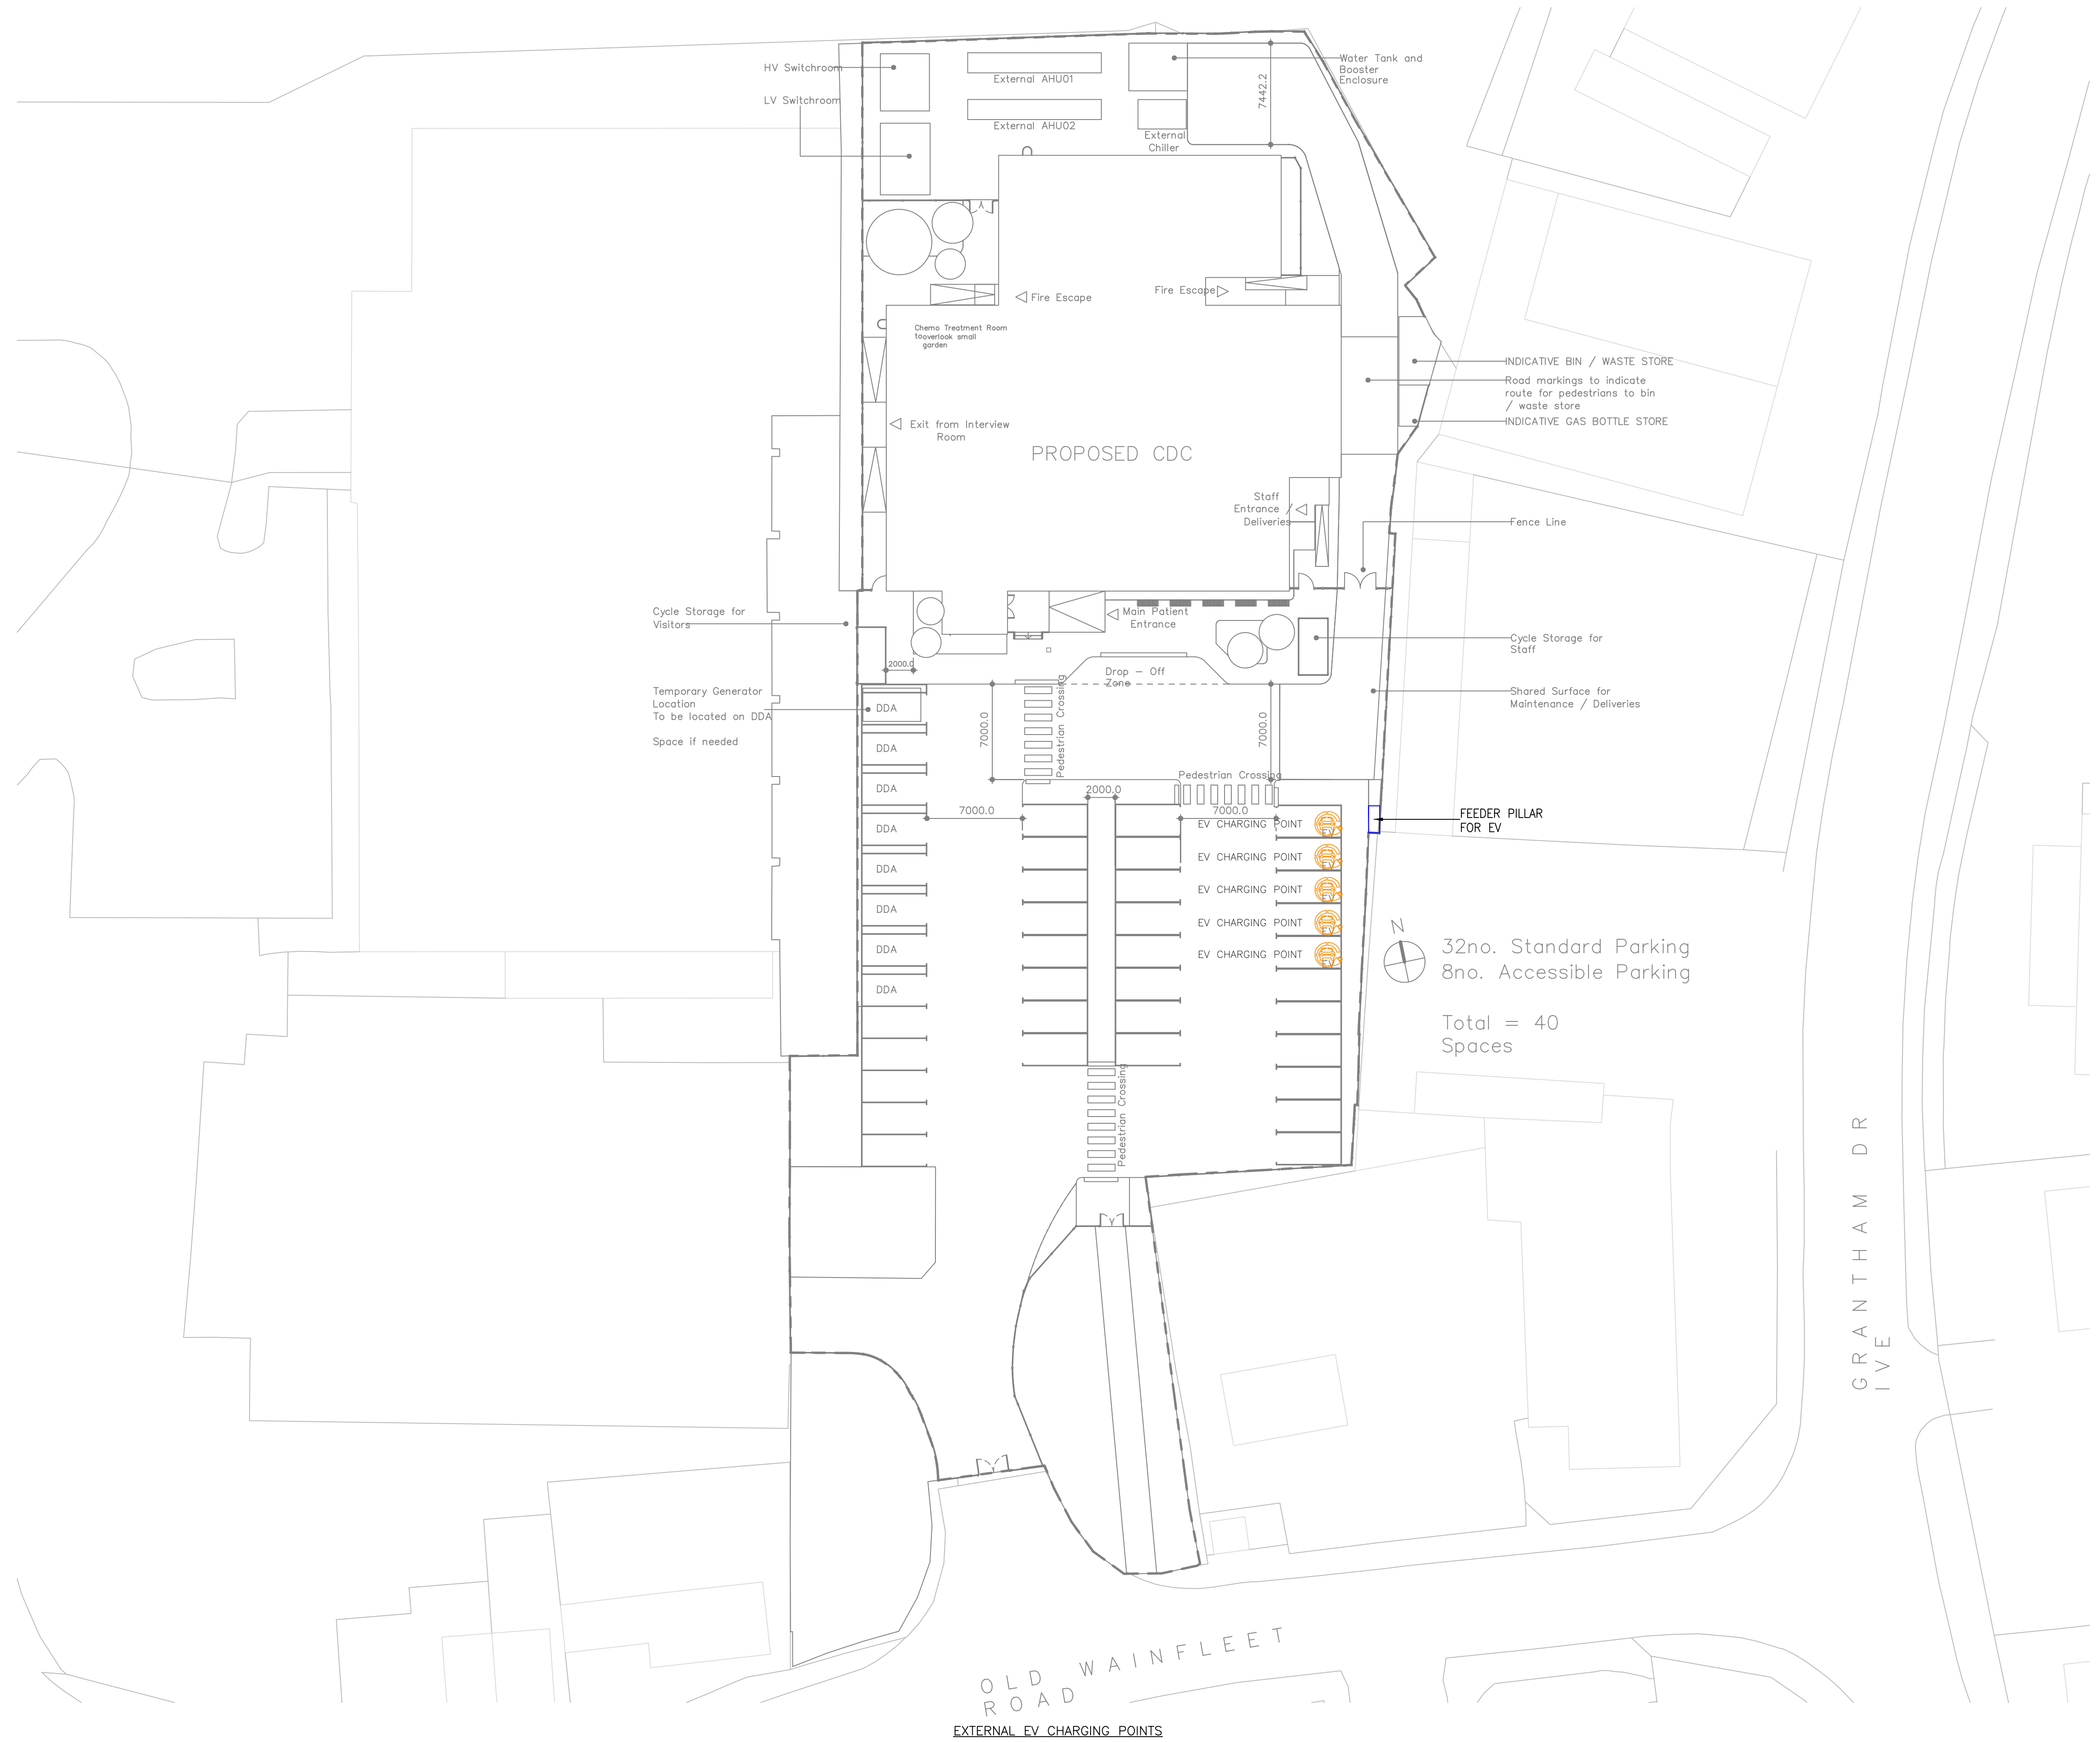 HV Switchroom
LV Switchroom
External AHU01
External AHU02
External
Chiller
7442.2
Water Tank and
Booster
Enclosure
Fire Escape
Fire Escape
Chemo Treatment Room
tooverlook small
garden
Exit from Interview
Room
PROPOSED CDC
INDICATIVE BIN / WASTE STORE
Road markings to indicate
route for pedestrians to bin
/ waste store
INDICATIVE GAS BOTTLE STORE
Staff
Entrance /
Deliveries
Fence Line
Cycle Storage for
Visitors
Main Patient
Entrance
Cycle Storage for
Staff
2000.0
Drop - Off
Zone
Temporary Generator
Location
To be located on DDA
Space if needed
Shared Surface for
Maintenance / Deliveries
DDA
DDA
DDA
DDA
DDA
DDA
DDA
DDA
7000.0
Pedestrian Crossing
7000.0
Pedestrian Crossing
2000.0
7000.0
7000.0
EV CHARGING POINT
EV
EV CHARGING POINT
EV
EV CHARGING POINT
EV
EV CHARGING POINT
EV
EV CHARGING POINT
EV
FEEDER PILLAR
FOR EV
N
32no. Standard Parking
8no. Accessible Parking
Total = 40
Spaces
Pedestrian Crossing
GRANTHAM DR
IVE
OLD WAINFLEET
ROAD
EXTERNAL EV CHARGING POINTS